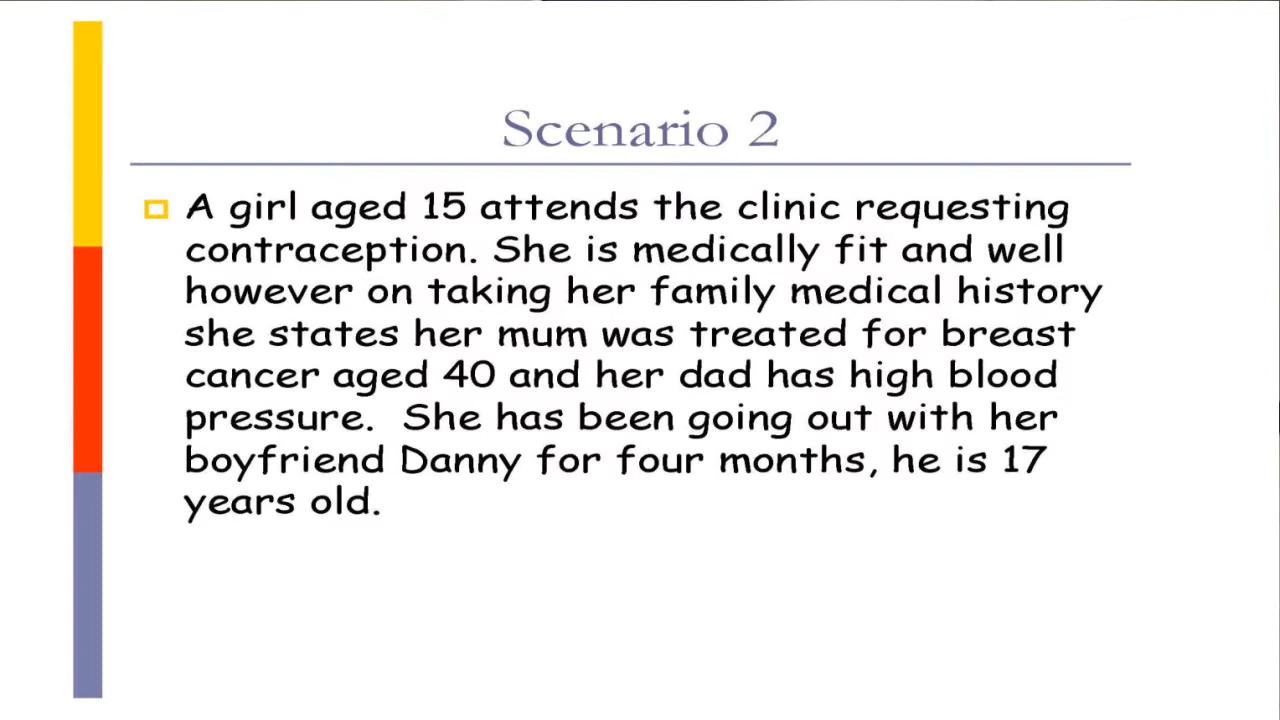 Scenario 2
A girl aged 15 attends the clinic requesting
contraception. She is medically fit and well
however on taking her family medical history
she states her mum was treated for breast
cancer aged 40 and her dad has high blood
pressure.  She has been going out with her
boyfriend Danny for four months, he is 17
years old.